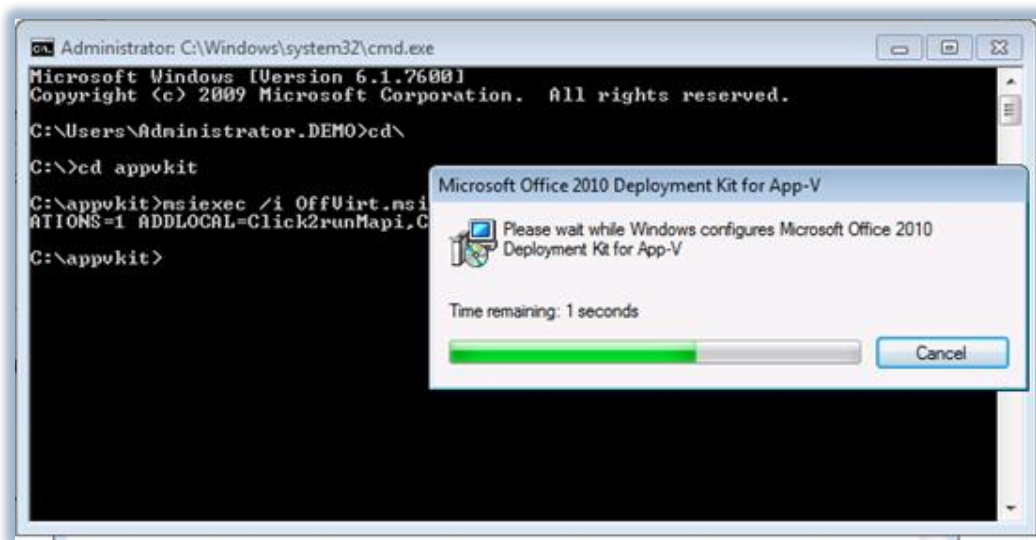 Administrator: C:\Windows\system32\cmd.exe
Microsoft Windows [Version 6.1.7600]
Copyright (c) 2009 Microsoft Corporation.  All rights reserved.
C:\Users\Administrator.DEMO>cd\
C:\>cd appvkit
C:\appvkit>msiexec /i OffVirt.msi
ATIONS=1 ADDLOCAL=Click2runMapi,C
C:\appvkit>
Microsoft Office 2010 Deployment Kit for App-V
Please wait while Windows configures Microsoft Office 2010
Deployment Kit for App-V
Time remaining: 1 seconds
Cancel